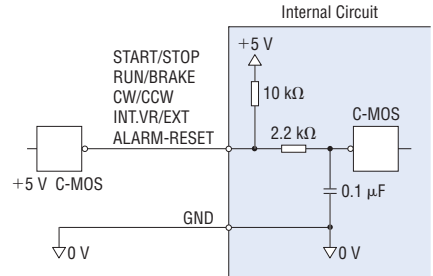 Internal Circuit
+5 V
START/STOP
RUN/BRAKE
CW/CCW
INT.VR/EXT
ALARM-RESET
10 kΩ
C-MOS
2.2 kΩ
+5 V C-MOS
0.1 μF
GND
0 V
0 V